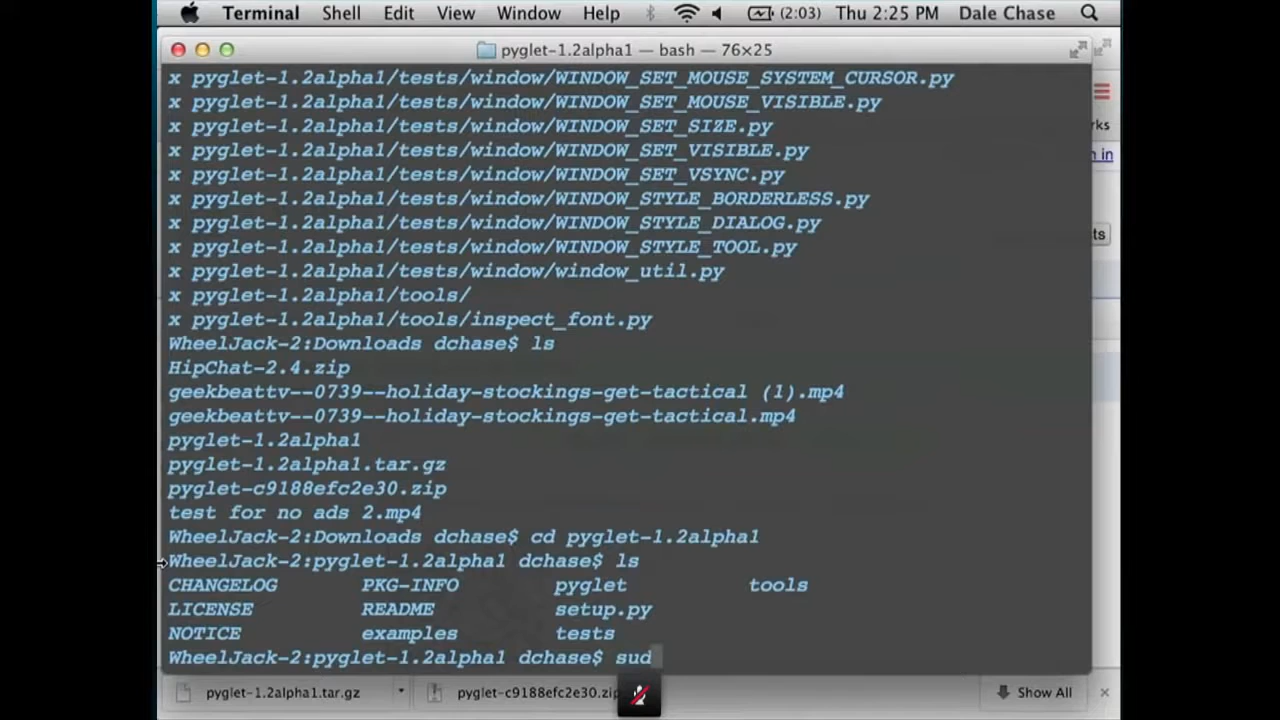 Terminal Shell Edit View Window Help (2:03) Thu 2:25 PM Dale Chase
pyglet-1.2alpha1 — bash — 76×25
x pyglet-1.2alpha1/tests/window/WINDOW_SET_MOUSE_SYSTEM_CURSOR.py
x pyglet-1.2alpha1/tests/window/WINDOW_SET_MOUSE_VISIBLE.py
x pyglet-1.2alpha1/tests/window/WINDOW_SET_SIZE.py
x pyglet-1.2alpha1/tests/window/WINDOW_SET_VISIBLE.py
x pyglet-1.2alpha1/tests/window/WINDOW_SET_VSYNC.py
x pyglet-1.2alpha1/tests/window/WINDOW_STYLE_BORDERLESS.py
x pyglet-1.2alpha1/tests/window/WINDOW_STYLE_DIALOG.py
x pyglet-1.2alpha1/tests/window/WINDOW_STYLE_TOOL.py
x pyglet-1.2alpha1/tests/window/window_util.py
x pyglet-1.2alpha1/tools/
x pyglet-1.2alpha1/tools/inspect_font.py
WheelJack-2:Downloads dchase$ ls
HipChat-2.4.zip
geekbeattv--0739--holiday-stockings-get-tactical (1).mp4
geekbeattv--0739--holiday-stockings-get-tactical.mp4
pyglet-1.2alpha1
pyglet-1.2alpha1.tar.gz
pyglet-c9188efc2e30.zip
test for no ads 2.mp4
WheelJack-2:Downloads dchase$ cd pyglet-1.2alpha1
WheelJack-2:pyglet-1.2alpha1 dchase$ ls
CHANGELOG PKG-INFO pyglet tools
LICENSE README setup.py
NOTICE examples tests
WheelJack-2:pyglet-1.2alpha1 dchase$ sud
pyglet-1.2alpha1.tar.gz pyglet-c9188efc2e30.zip Show All